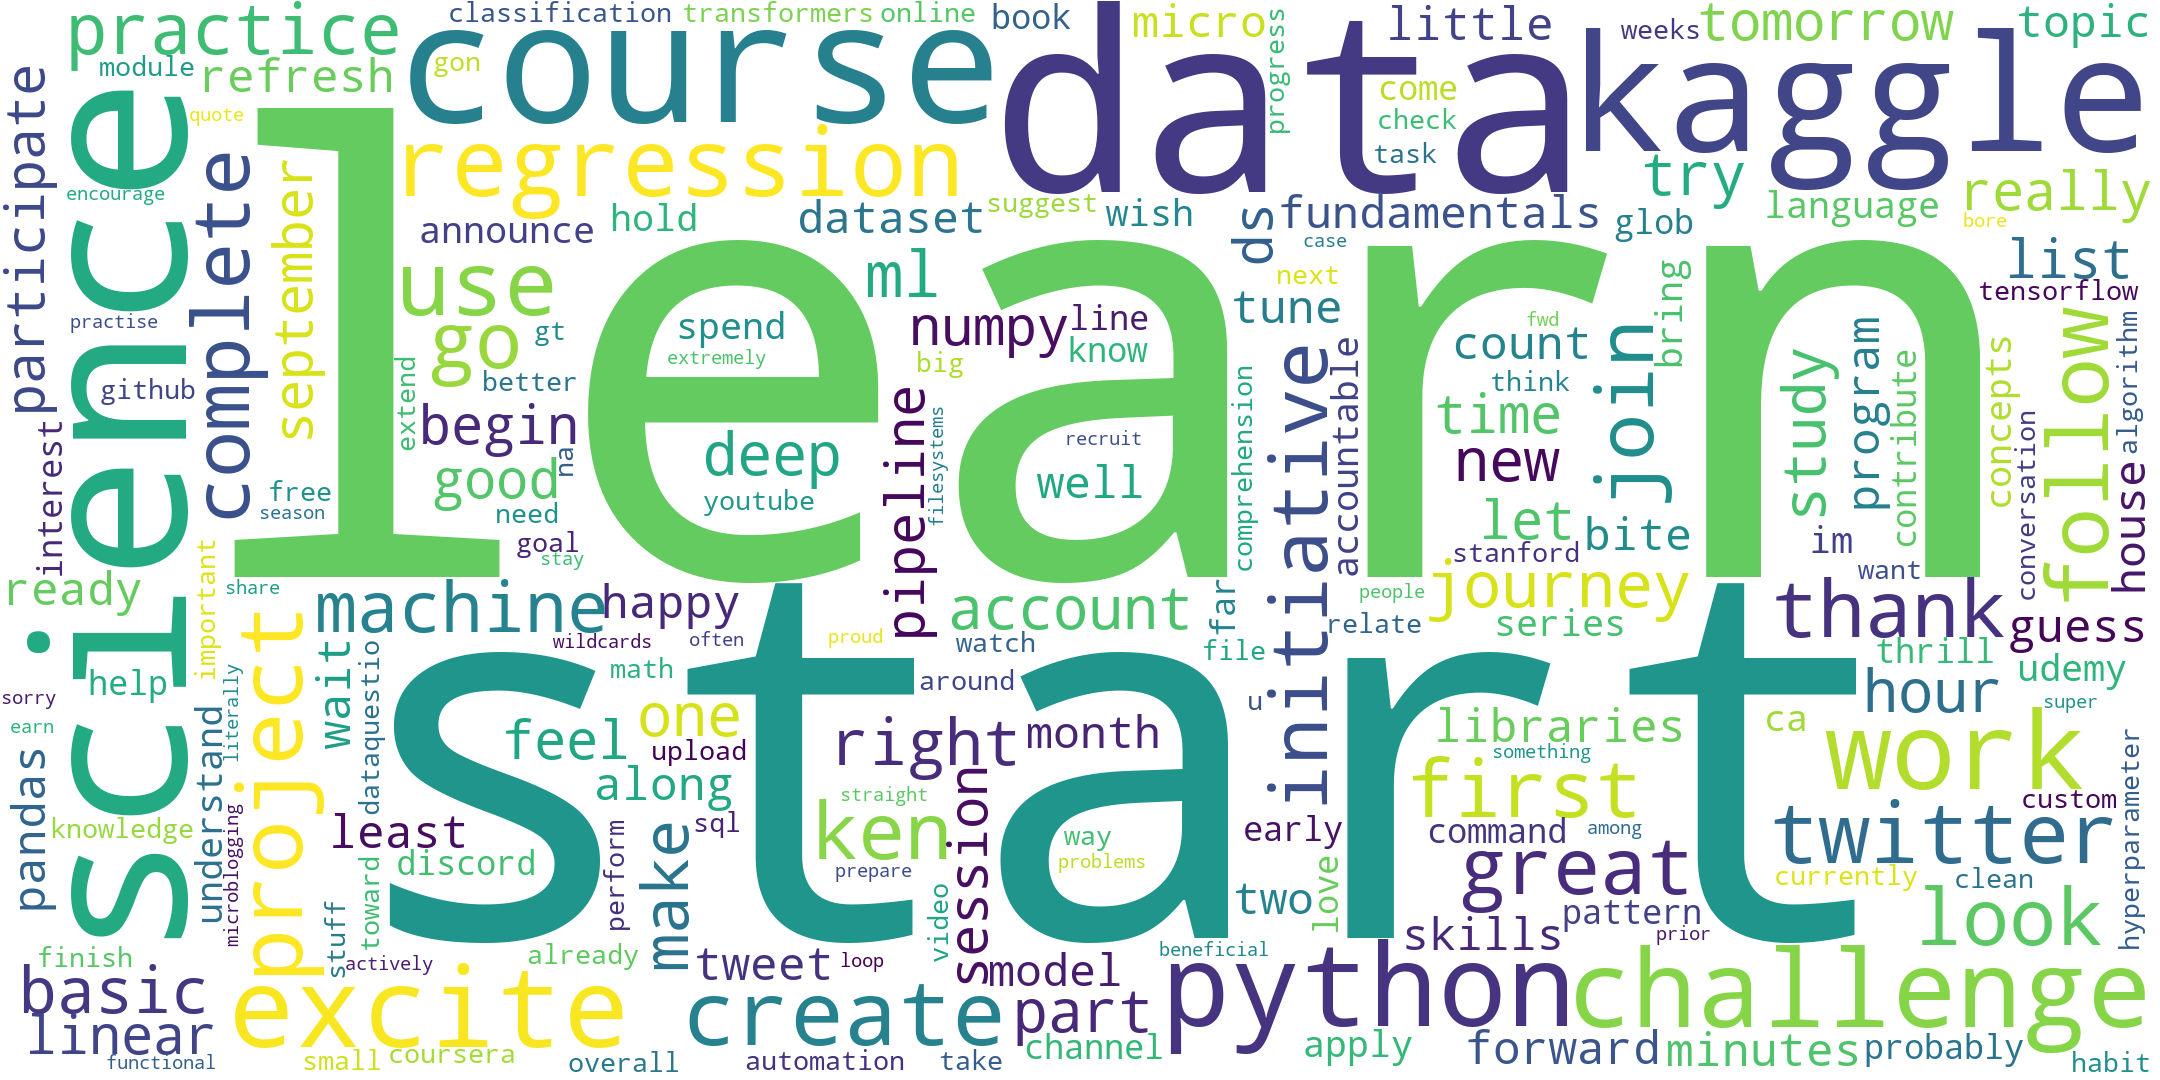 learn
start
data
science
course
kaggle
python
challenge
regression
excite
project
create
practice
complete
initiative
follow
work
twitter
thank
great
first
join
look
journey
machine
use
go
begin
good
deep
numpy
pipeline
ml
dataset
ds
fundamentals
try
really
tomorrow
topic
micro
little
book
classification
transformers
online
module
refresh
gon
quote
encourage
participate
september
announce
hold
suggest
wish
progress
come
check
task
weeks
language
glob
bore
list
tensorflow
case
next
tune
bring
practise
github
interest
free
season
extend
gt
better
need
na
goal
stay
spend
extremely
youtube
big
line
know
filesystems
recruit
well
comprehension
accountable
fwd
count
think
time
new
let
stanford
bite
study
program
im
contribute
want
concepts
conversation
algorithm
house
guess
thrill
udemy
hour
super
ready
share
important
help
sorry
earn
literally
understand
wait
dataquestio
pandas
knowledge
microblogging
finish
basic
linear
functional
happy
wildcards
often
math
proud
account
watch
around
far
file
u
people
relate
series
libraries
something
ca
feel
one
upload
along
right
month
straight
ken
session
way
problems
early
command
among
custom
currently
clean
hyperparameter
least
discord
toward
stuff
actively
perform
make
sql
prepare
video
already
tweet
loop
model
beneficial
two
love
skills
pattern
prior
part
channel
apply
forward
minutes
probably
habit
small
coursera
overall
automation
take